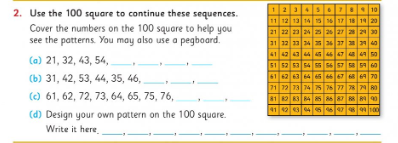 2. Use the 100 square to continue these sequences.
Cover the numbers on the 100 square to help you
see the patterns. You may also use a pegboard.
(a) 21, 32, 43, 54, ____, ____, ____, ____
(b) 31, 42, 53, 44, 35, 46, ____, ____, ____
(c) 61, 62, 72, 73, 64, 65, 75, 76, ____, ____, ____
(d) Design your own pattern on the 100 square.
Write it here. ____, ____, ____, ____, ____, ____, ____, ____, ____, ____
1 2 3 4 5 6 7 8 9 10
11 12 13 14 15 16 17 18 19 20
21 22 23 24 25 26 27 28 29 30
31 32 33 34 35 36 37 38 39 40
41 42 43 44 45 46 47 48 49 50
51 52 53 54 55 56 57 58 59 60
61 62 63 64 65 66 67 68 69 70
71 72 73 74 75 76 77 78 79 80
81 82 83 84 85 86 87 88 89 90
91 92 93 94 95 96 97 98 99 100